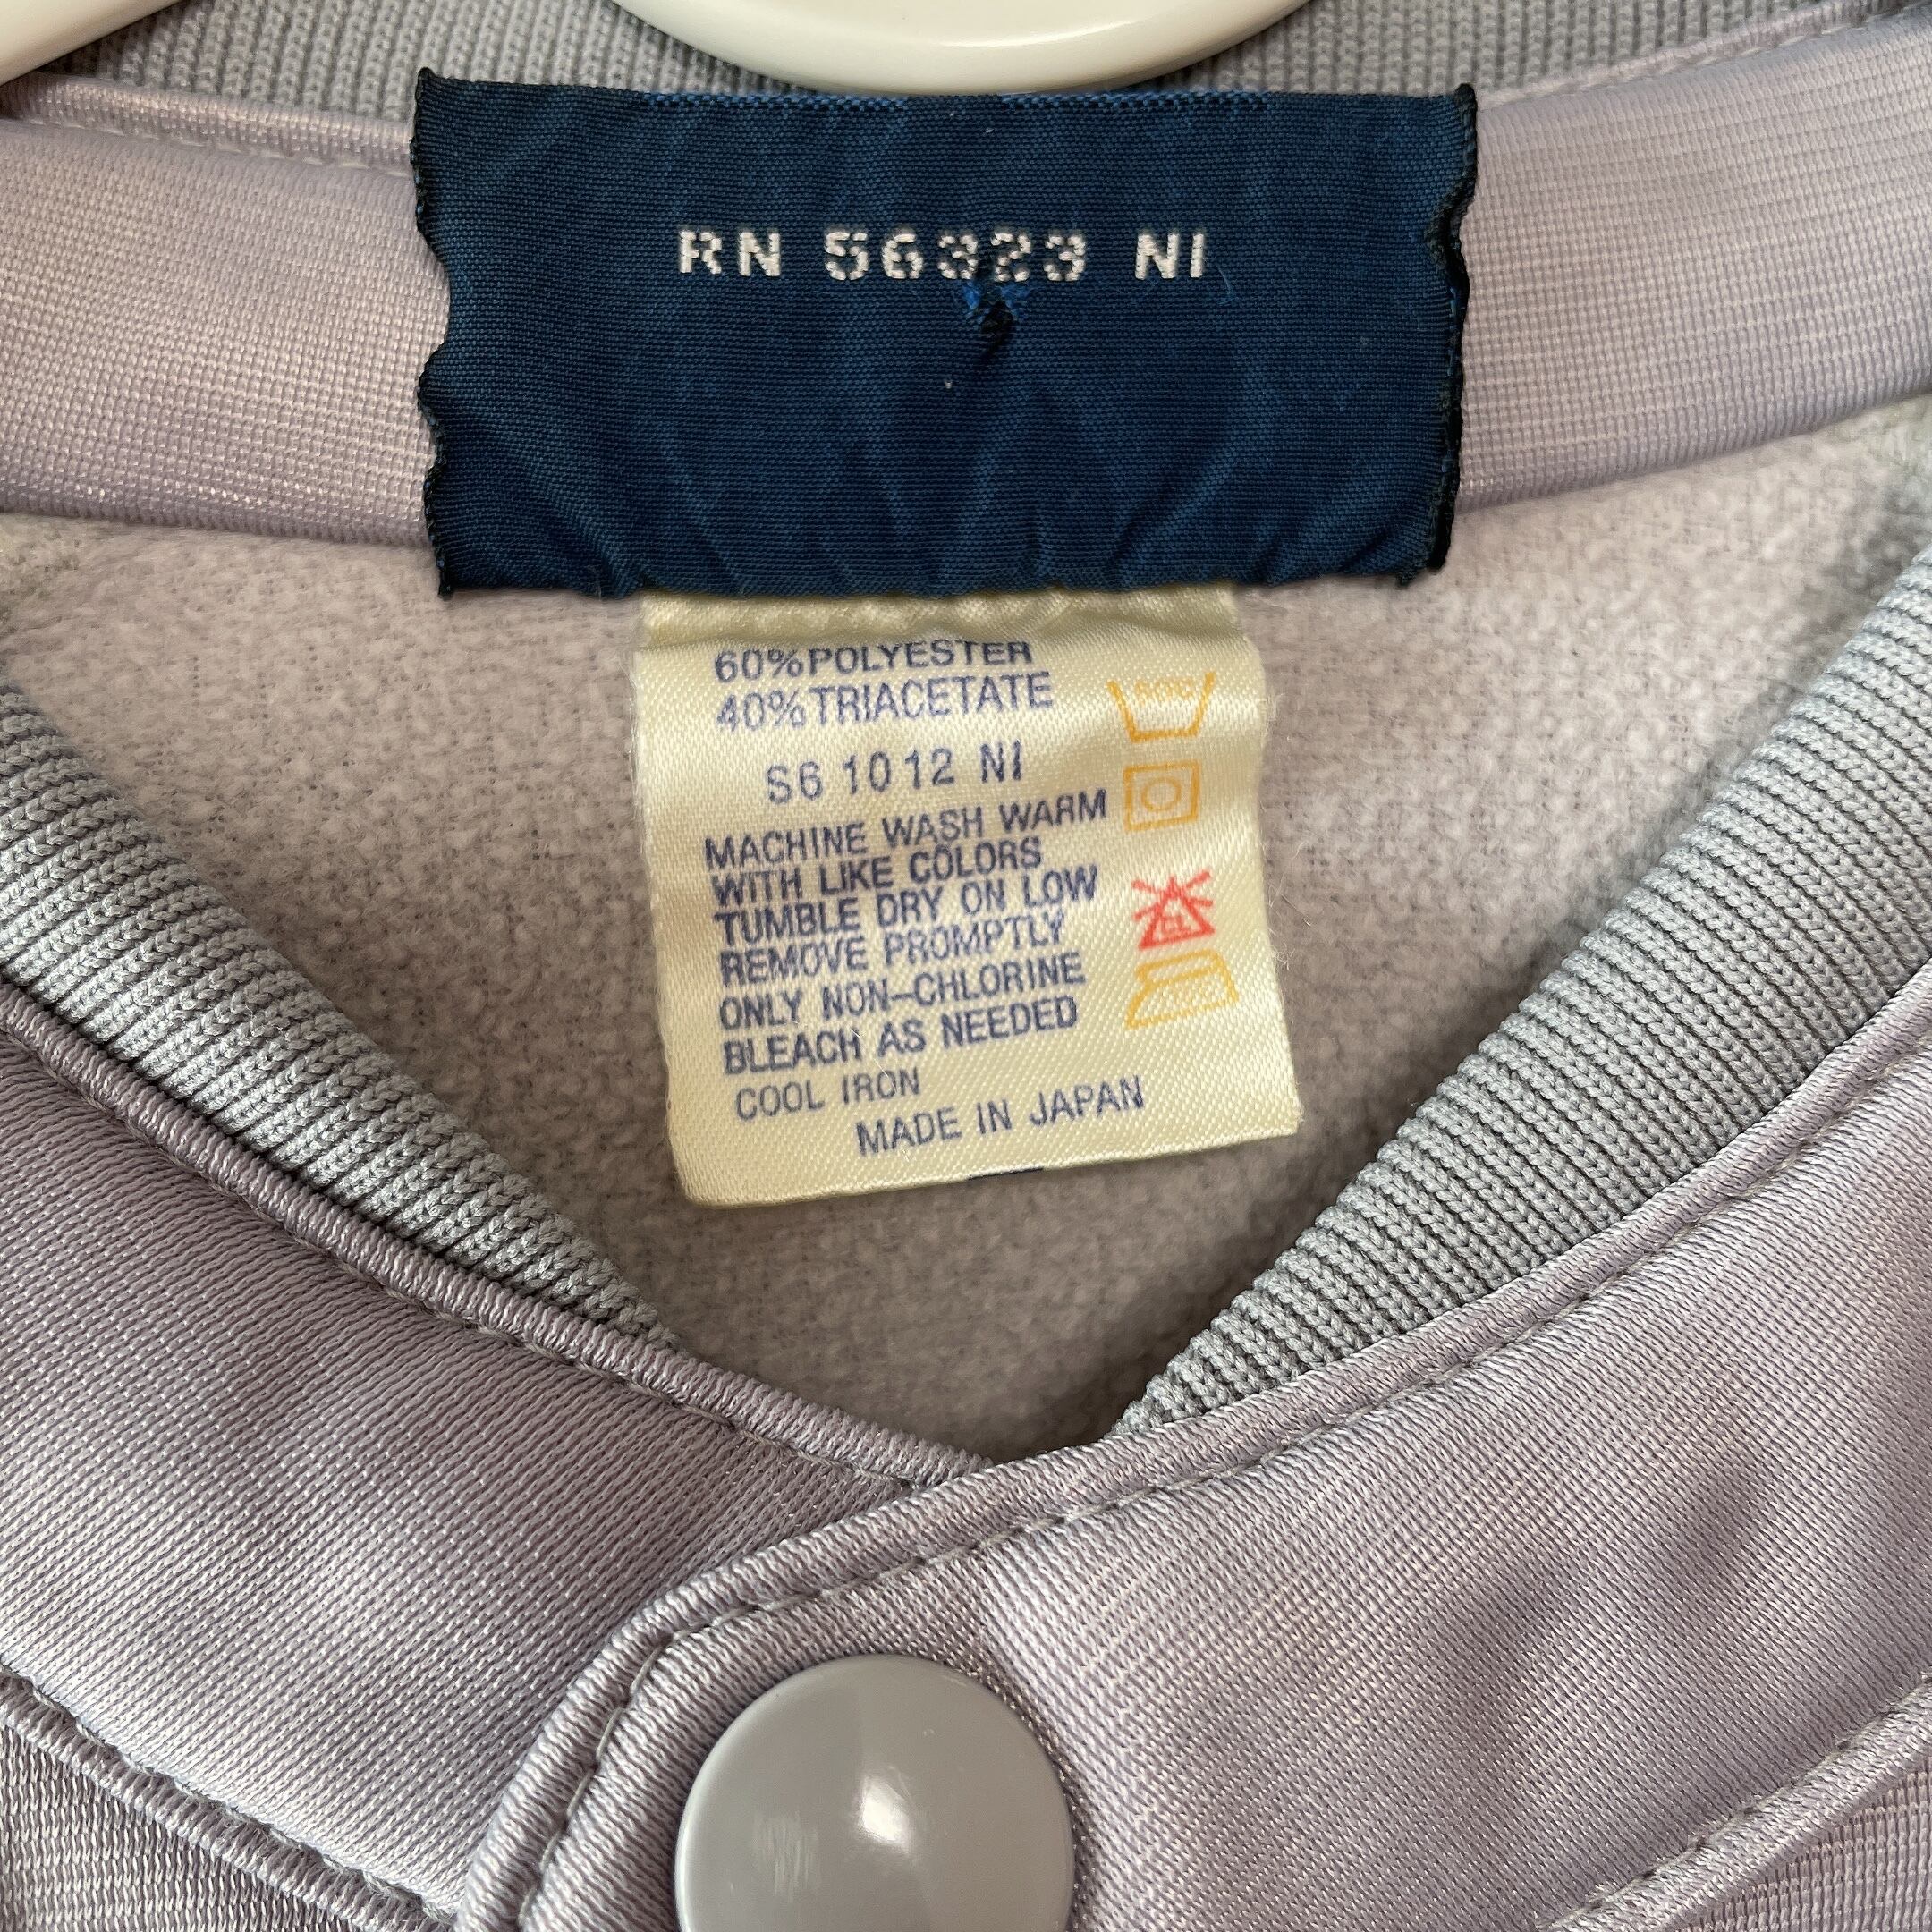 RN 56323 NI
60%POLYESTER
40%TRIACETATE
S6 1012 NI
MACHINE WASH WARM
WITH LIKE COLORS
TUMBLE DRY ON LOW
REMOVE PROMPTLY
ONLY NON-CHLORINE
BLEACH AS NEEDED
COOL IRON
MADE IN JAPAN